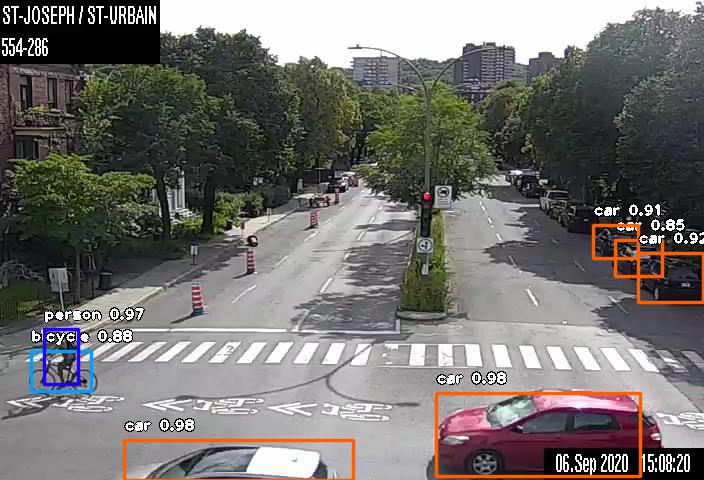 ST-JOSEPH / ST-URBAIN
554-286
car 0.91
car 0.85
car 0.92
person 0.97
bicycle 0.88
car 0.98
car 0.98
06.Sep 2020 15:08:20